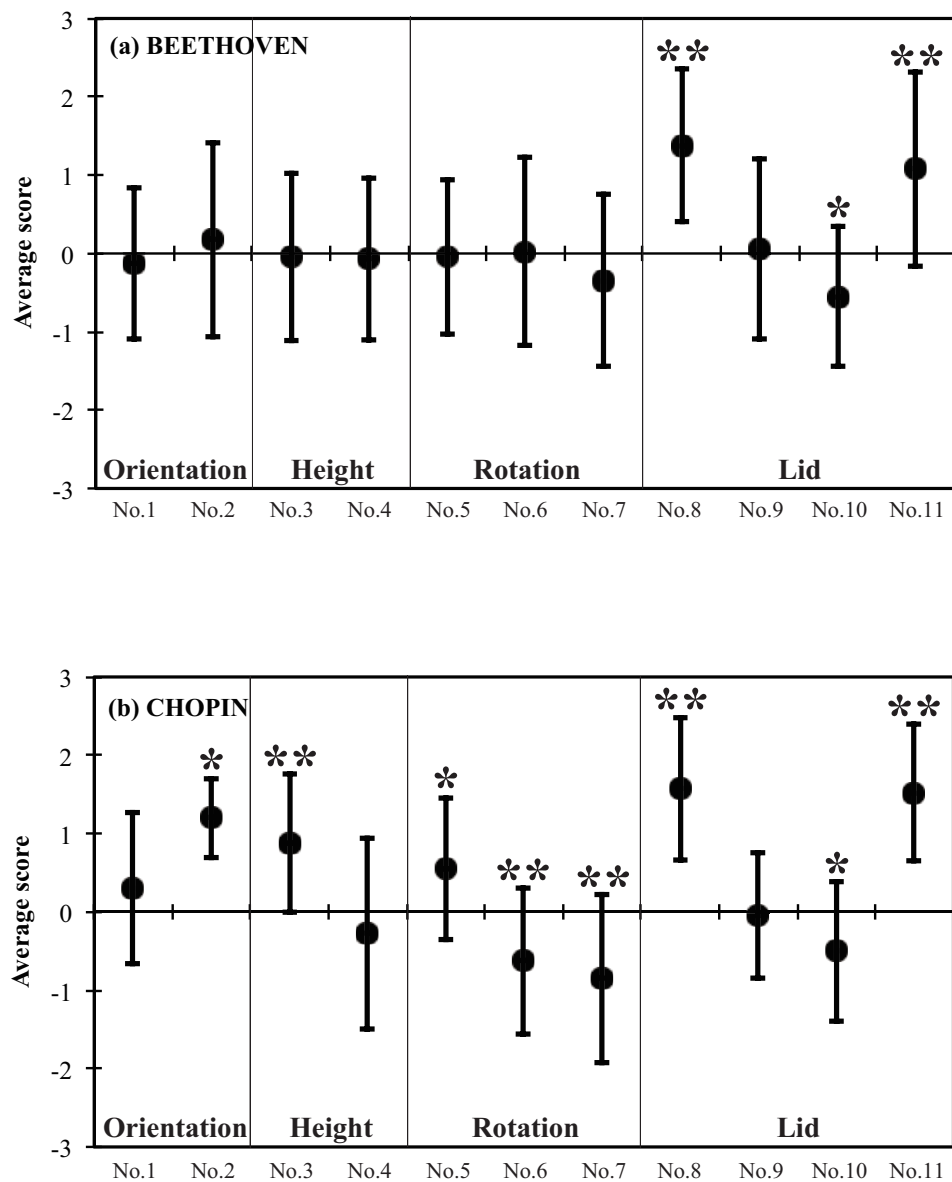 3
(a) BEETHOVEN
** **
2
1
*
0
-1
-2
Orientation Height Rotation Lid
-3
No.1 No.2 No.3 No.4 No.5 No.6 No.7 No.8 No.9 No.10 No.11
Average score
3
(b) CHOPIN
** **
2
* **
*
1
** ** *
0
-1
-2
Orientation Height Rotation Lid
-3
No.1 No.2 No.3 No.4 No.5 No.6 No.7 No.8 No.9 No.10 No.11
Average score